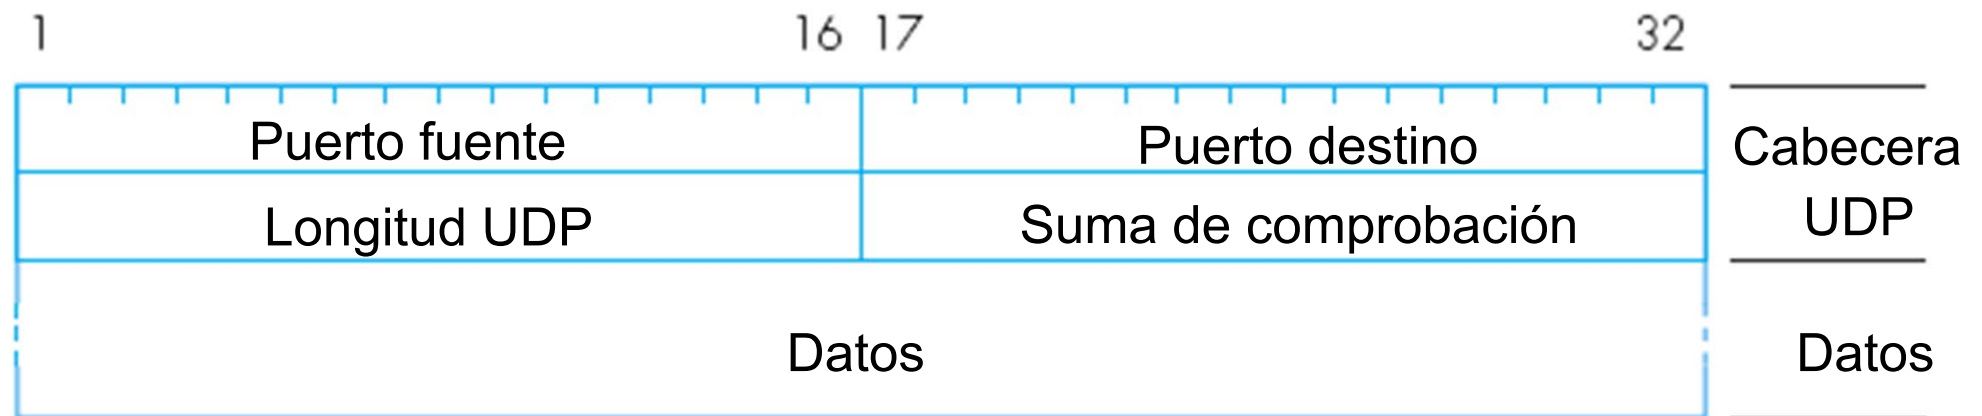 1 16 17 32
Puerto fuente Puerto destino Cabecera
Longitud UDP Suma de comprobación UDP
Datos Datos